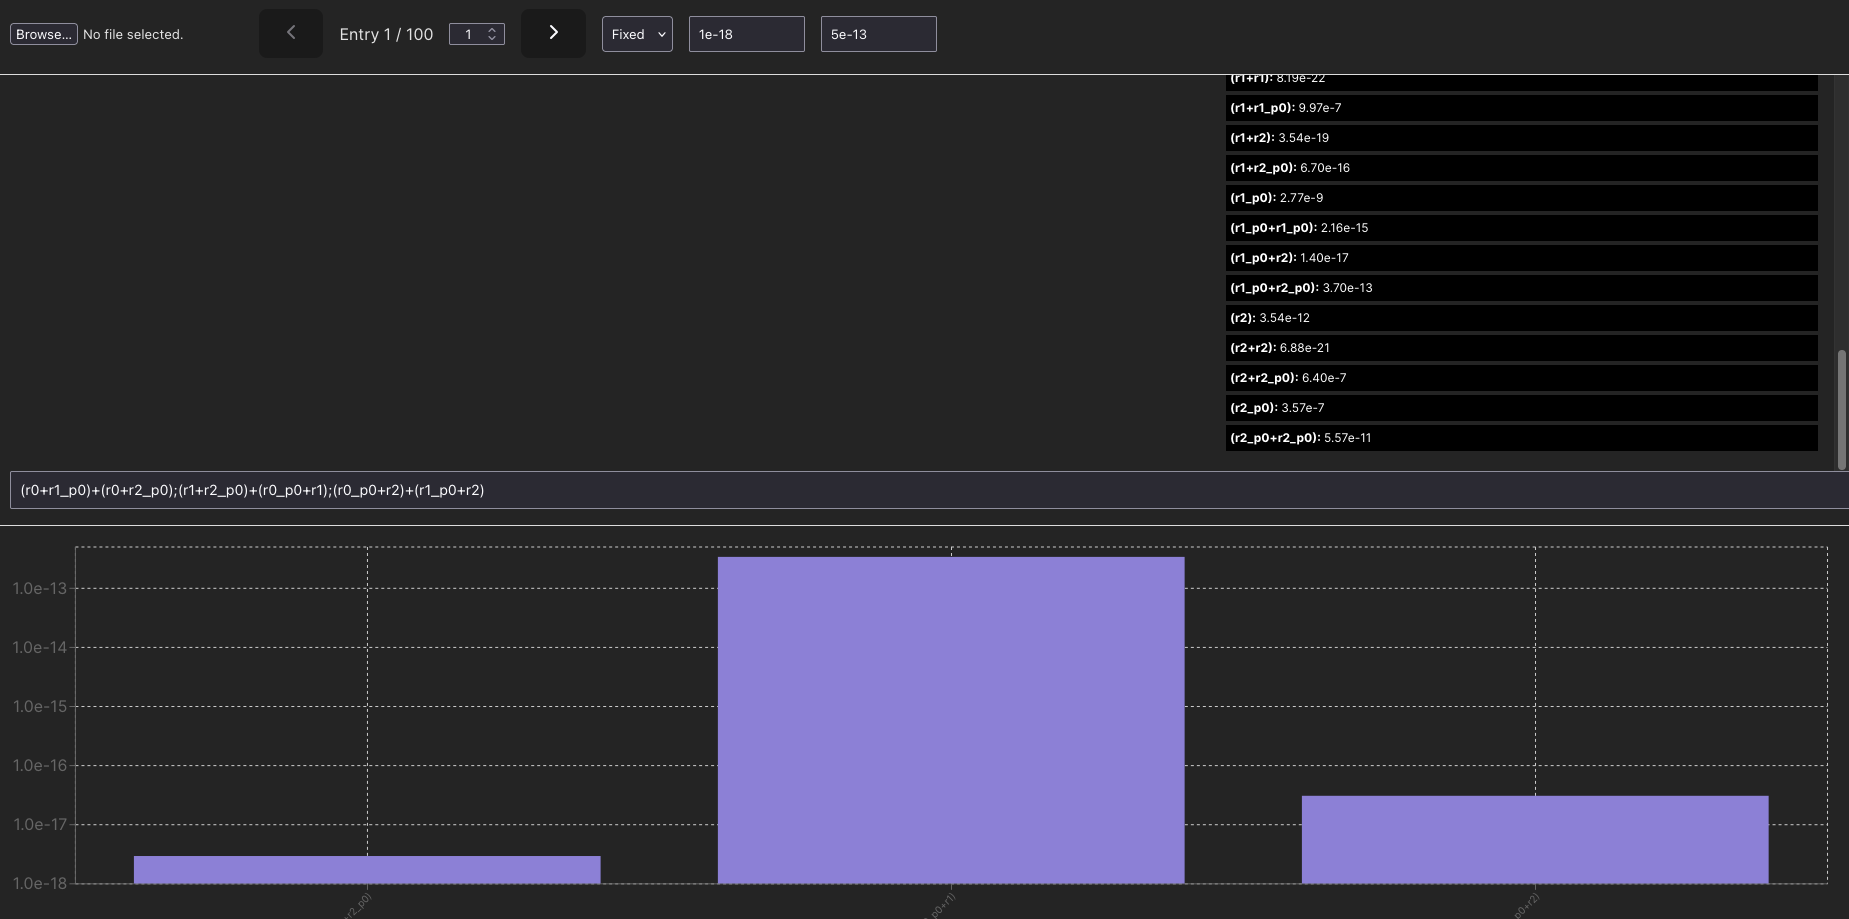 Browse... No file selected. Entry 1 / 100 1 Fixed 1e-18 5e-13
(r1+r1): 8.19e-22
(r1+r1_p0): 9.97e-7
(r1+r2): 3.54e-19
(r1+r2_p0): 6.70e-16
(r1_p0): 2.77e-9
(r1_p0+r1_p0): 2.16e-15
(r1_p0+r2): 1.40e-17
(r1_p0+r2_p0): 3.70e-13
(r2): 3.54e-12
(r2+r2): 6.88e-21
(r2+r2_p0): 6.40e-7
(r2_p0): 3.57e-7
(r2_p0+r2_p0): 5.57e-11
(r0+r1_p0)+(r0+r2_p0);(r1+r2_p0)+(r0_p0+r1);(r0_p0+r2)+(r1_p0+r2)
1.0e-13
1.0e-14
1.0e-15
1.0e-16
1.0e-17
1.0e-18
+r2_p0)
_p0+r1)
p0+r2)